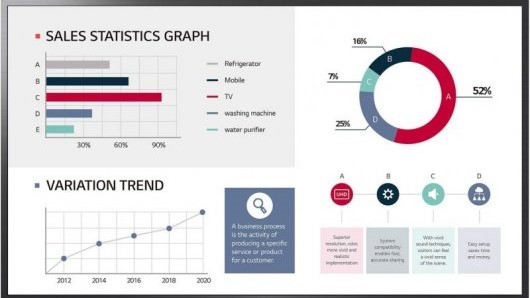 SALES STATISTICS GRAPH
A
B
C
D
E
30%
60%
90%
Refrigerator
Mobile
TV
washing machine
water purifier
16%
7%
25%
52%
B
C
D
A
VARIATION TREND
2012
2014
2016
2018
2020
A business process
is the activity of
producing a specific
service or product
for a customer.
A
B
C
D
UHD
Superior
resolution, roles
more vivid and
realistic
implementation
System
compatibility
enables fast,
accurate sharing
With vivid
sound techniques,
visitors can feel
a oval sense
of the scene.
Easy setup
saves time
and money.